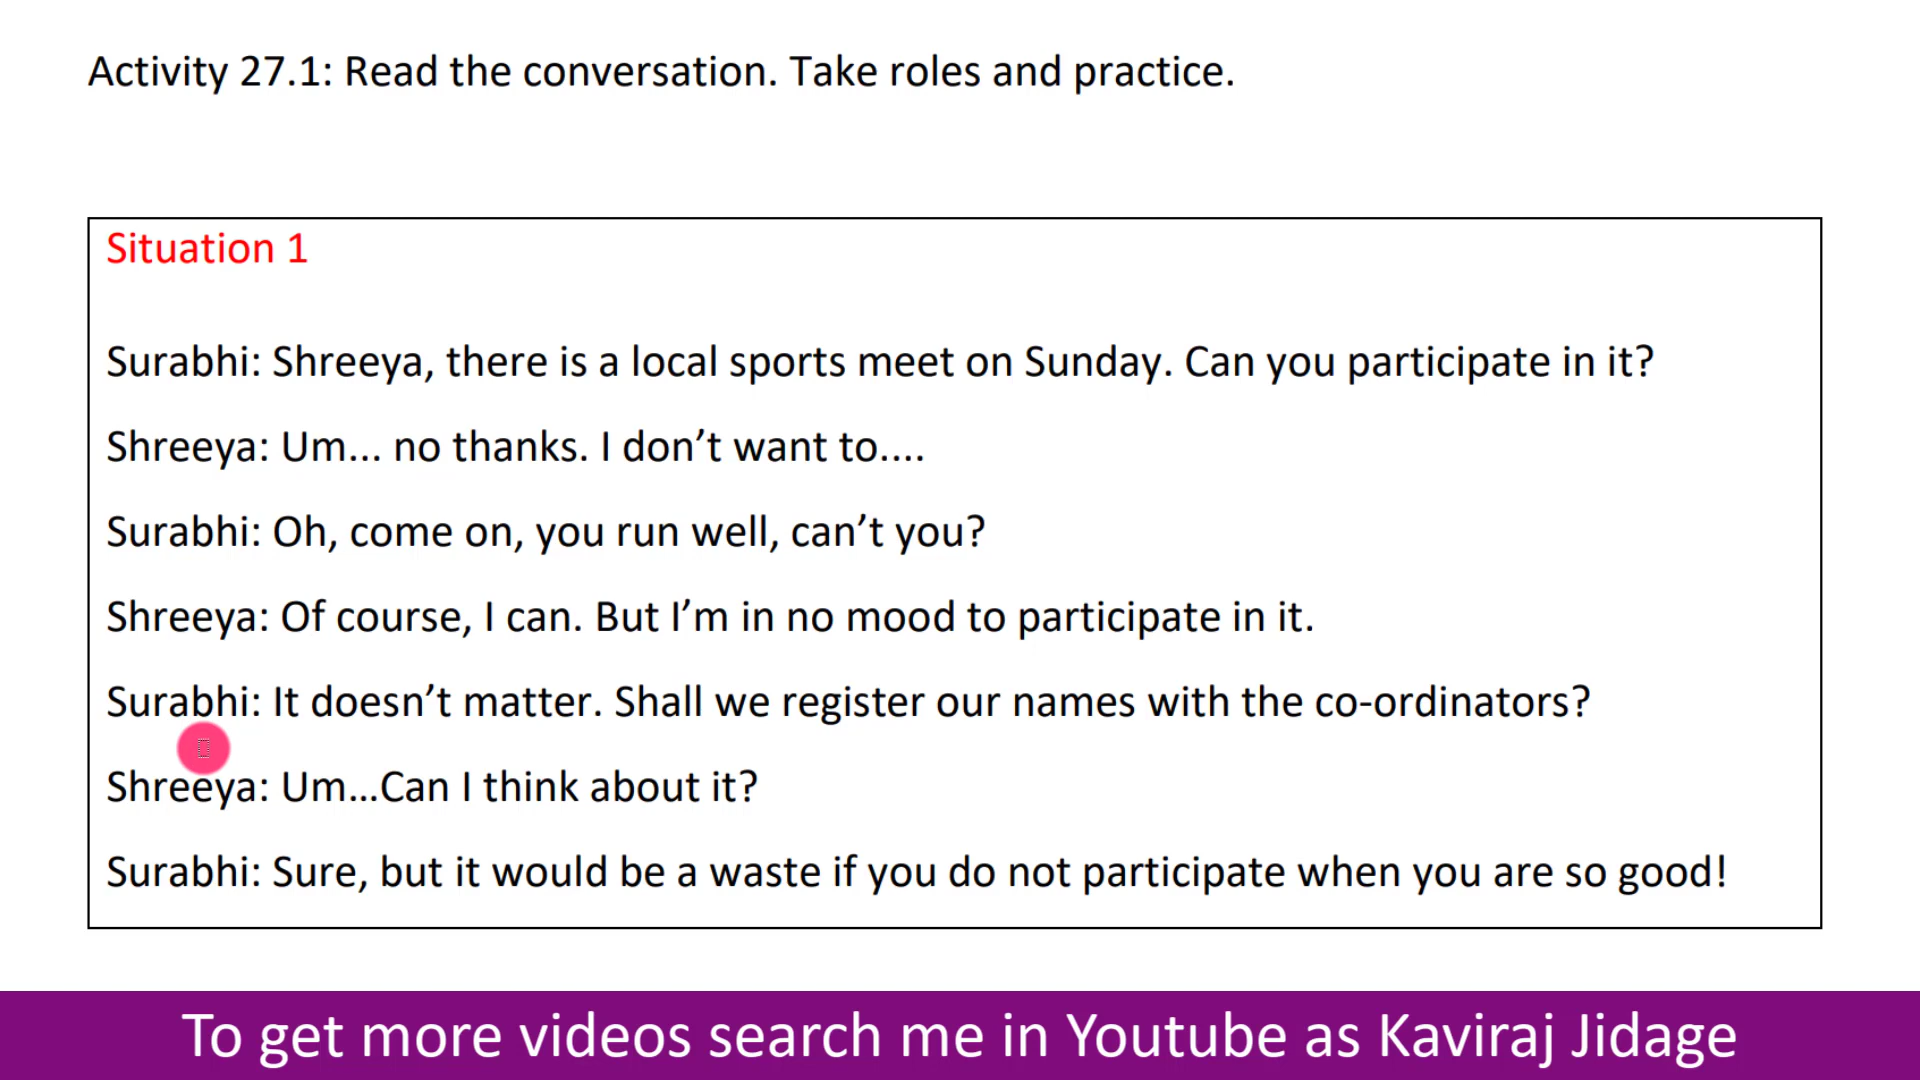 Activity 27.1: Read the conversation. Take roles and practice.
Situation 1
Surabhi: Shreeya, there is a local sports meet on Sunday. Can you participate in it?
Shreeya: Um... no thanks. I don’t want to....
Surabhi: Oh, come on, you run well, can’t you?
Shreeya: Of course, I can. But I’m in no mood to participate in it.
Surabhi: It doesn’t matter. Shall we register our names with the co-ordinators?
Shreeya: Um…Can I think about it?
Surabhi: Sure, but it would be a waste if you do not participate when you are so good!
To get more videos search me in Youtube as Kaviraj Jidage